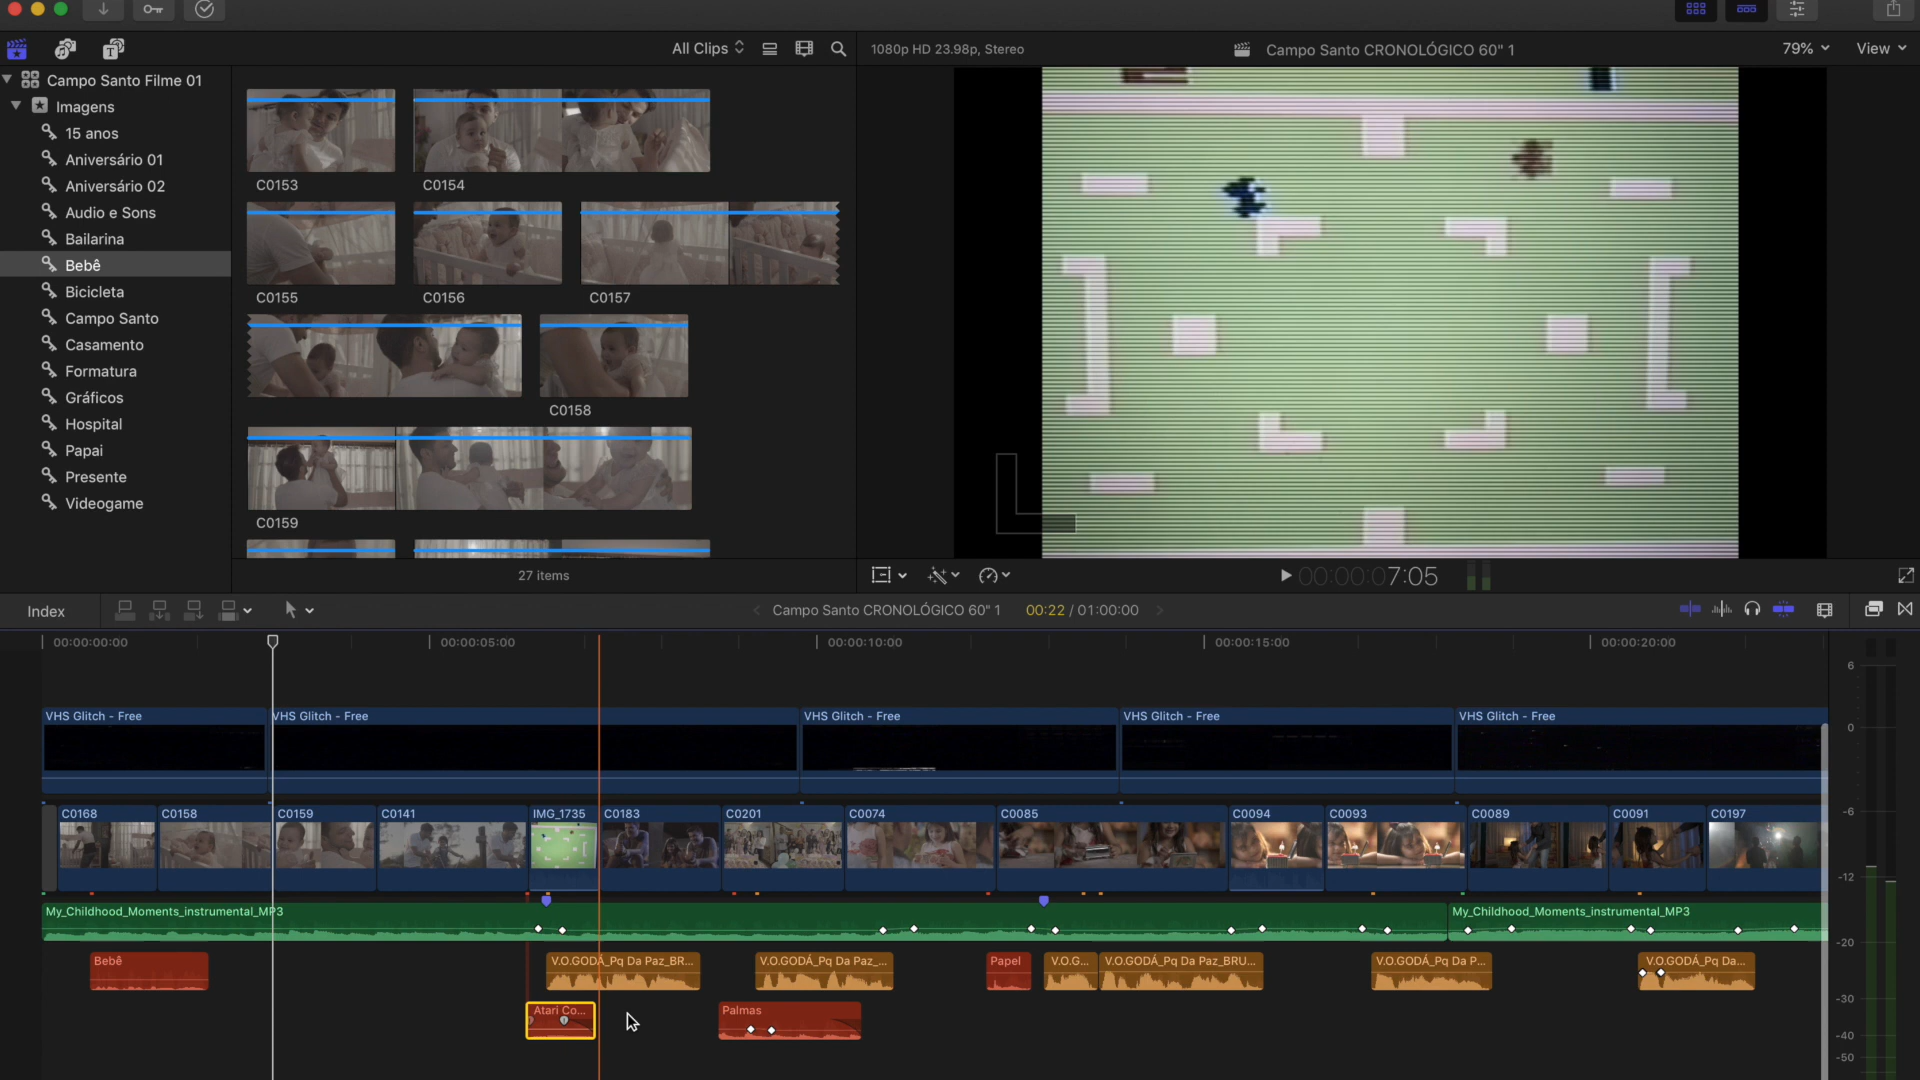 All Clips
1080p HD 23.98p, Stereo
Campo Santo CRONOLÓGICO 60" 1
79%
View
Campo Santo Filme 01
Imagens
15 anos
Aniversário 01
Aniversário 02
Audio e Sons
Bailarina
Bebê
Bicicleta
Campo Santo
Casamento
Formatura
Gráficos
Hospital
Papai
Presente
Videogame
C0153
C0154
C0155
C0156
C0157
C0158
C0159
27 items
00:00:07:05
Index
Campo Santo CRONOLÓGICO 60" 1
00:22 / 01:00:00
00:00:00:00
00:00:05:00
00:00:10:00
00:00:15:00
00:00:20:00
VHS Glitch - Free
VHS Glitch - Free
VHS Glitch - Free
VHS Glitch - Free
VHS Glitch - Free
C0168
C0158
C0159
C0141
IMG_1735
C0183
C0201
C0074
C0085
C0094
C0093
C0089
C0091
C0197
My_Childhood_Moments_instrumental_MP3
My_Childhood_Moments_instrumental_MP3
Bebê
V.O.GODÁ_Pq Da Paz_BR...
V.O.GODÁ_Pq Da Paz_...
Papel
V.O.G...
V.O.GODÁ_Pq Da Paz_BRU...
V.O.GODÁ_Pq Da P...
V.O.GODÁ_Pq Da...
Atari Co...
Palmas
6
0
-6
-12
-20
-30
-40
-50